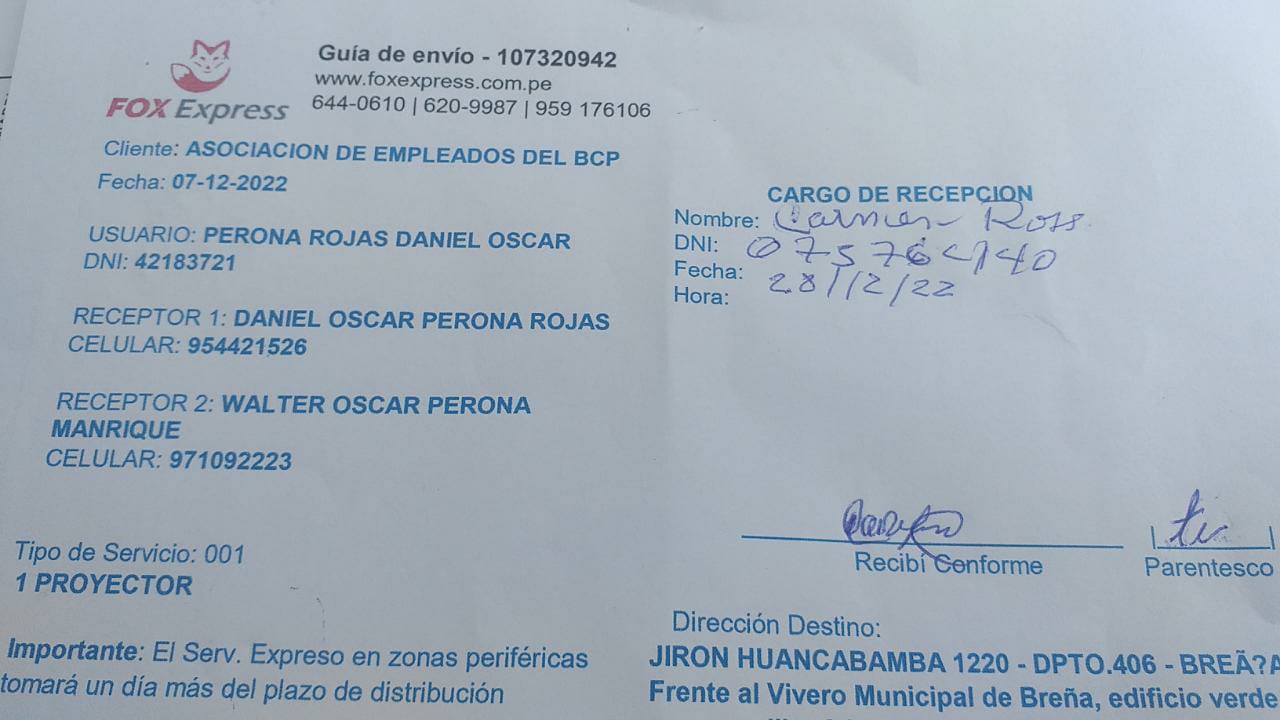 FOX Express
Guía de envío - 107320942
www.foxexpress.com.pe
644-0610 | 620-9987 | 959 176106
Cliente: ASOCIACION DE EMPLEADOS DEL BCP
Fecha: 07-12-2022
USUARIO: PERONA ROJAS DANIEL OSCAR
DNI: 42183721
RECEPTOR 1: DANIEL OSCAR PERONA ROJAS
CELULAR: 954421526
RECEPTOR 2: WALTER OSCAR PERONA
MANRIQUE
CELULAR: 971092223
Tipo de Servicio: 001
1 PROYECTOR
Importante: El Serv. Expreso en zonas periféricas
tomará un día más del plazo de distribución
CARGO DE RECEPCION
Nombre: Carmen
DNI:
Fecha: 28/12/22
Hora:
Recibí Conforme
Parentesco
Dirección Destino:
JIRON HUANCABAMBA 1220 - DPTO.406 - BREÃ?A
Frente al Vivero Municipal de Breña, edificio verde